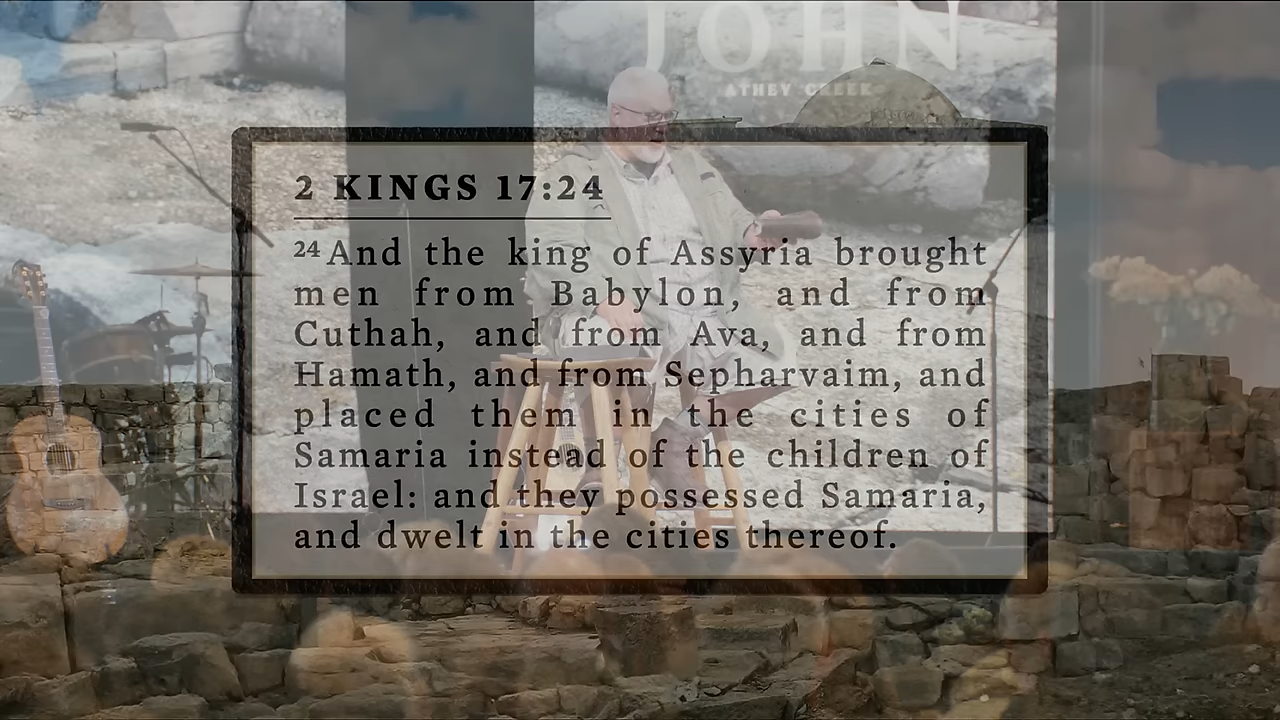 JOHN
ATHEY CREEK
2 KINGS 17:24
24 And the king of Assyria brought
men from Babylon, and from
Cuthah, and from Ava, and from
Hamath, and from Sepharvaim, and
placed them in the cities of
Samaria instead of the children of
Israel: and they possessed Samaria,
and dwelt in the cities thereof.